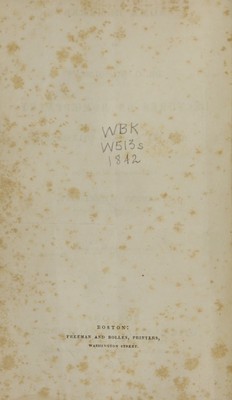 WBK
W513s
1842
BOSTON:
FREEMAN AND BOLLES, PRINTERS,
WASHINGTON STREET.